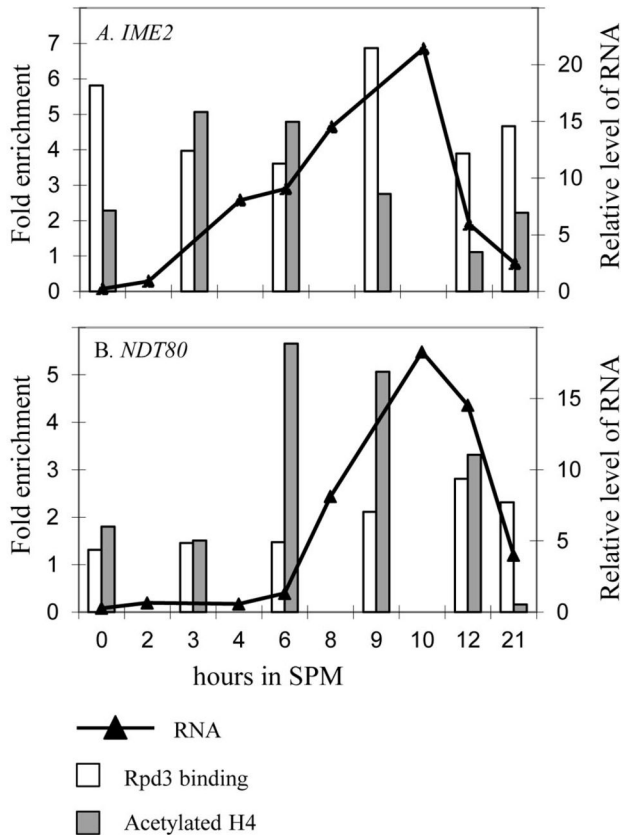 A. IME2
Fold enrichment
7
6
5
4
3
2
1
0
20
15
10
5
0
Relative level of RNA
B. NDT80
Fold enrichment
5
4
3
2
1
0
15
10
5
0
Relative level of RNA
0 2 3 4 6 8 9 10 12 21
hours in SPM
RNA
Rpd3 binding
Acetylated H4